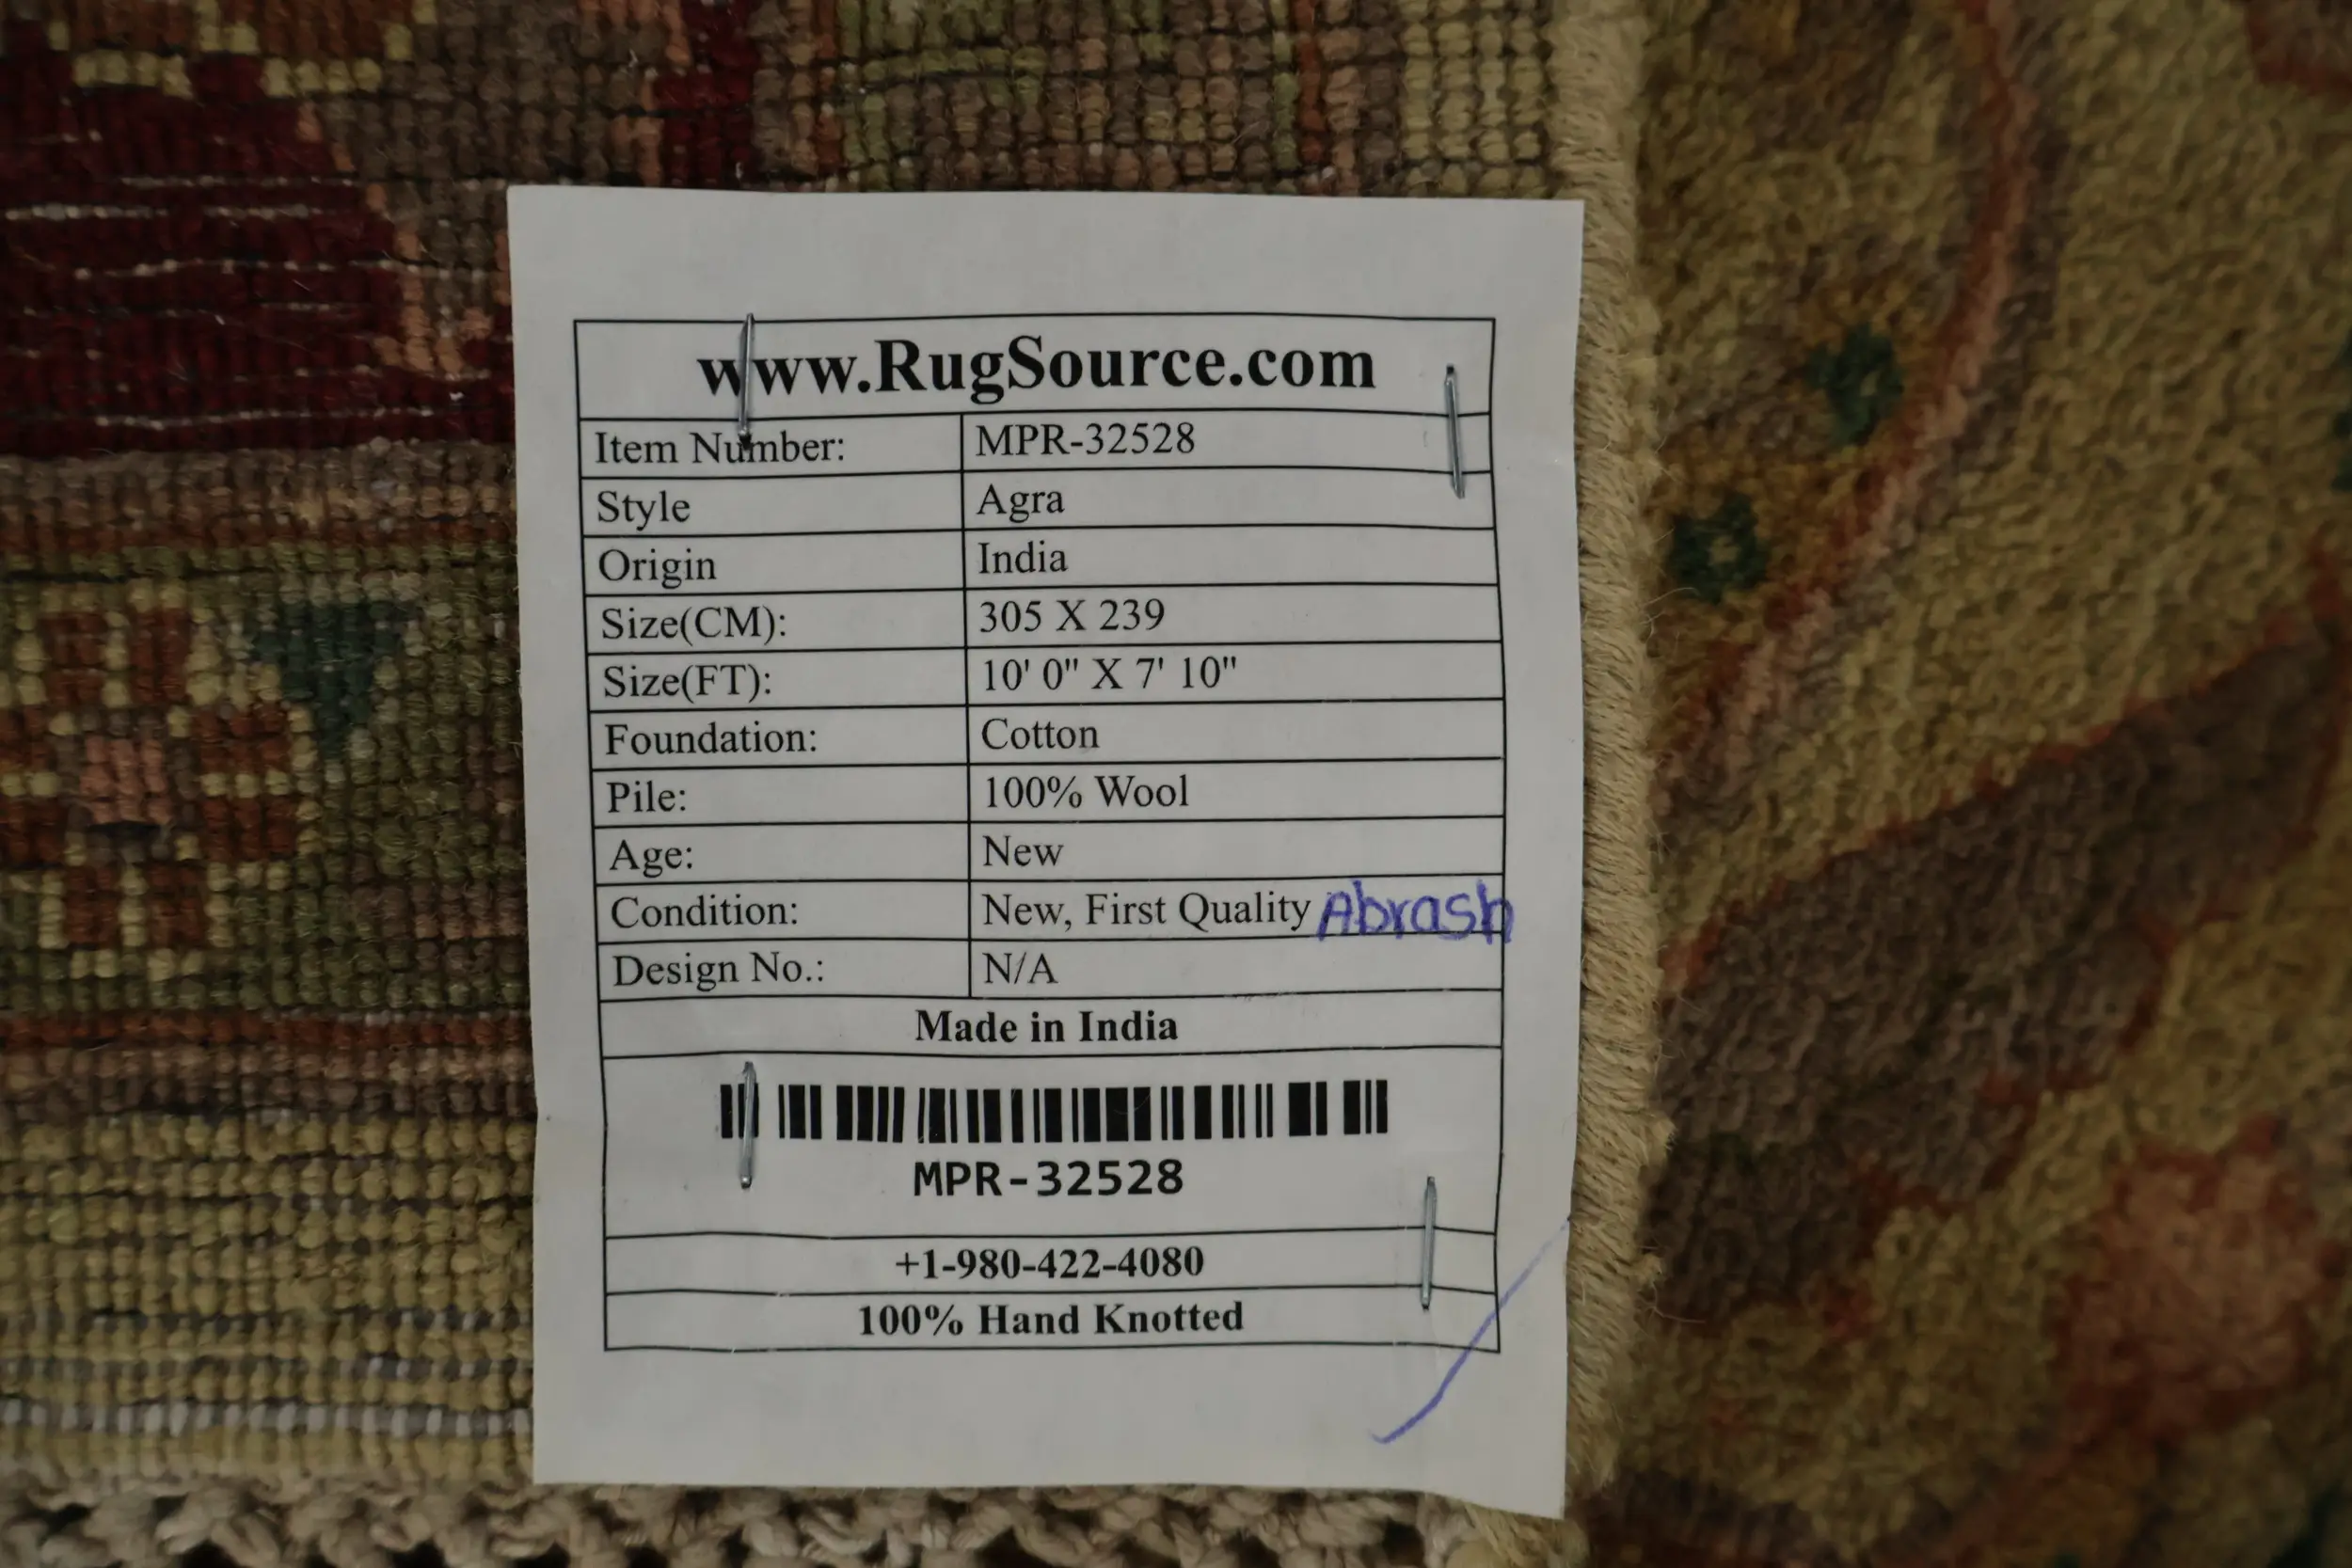 www.RugSource.com
Item Number: MPR-32528
Style Agra
Origin India
Size(CM): 305 X 239
Size(FT): 10' 0" X 7' 10"
Foundation: Cotton
Pile: 100% Wool
Age: New
Condition: New, First Quality Abrash
Design No.: N/A
Made in India
MPR-32528
+1-980-422-4080
100% Hand Knotted